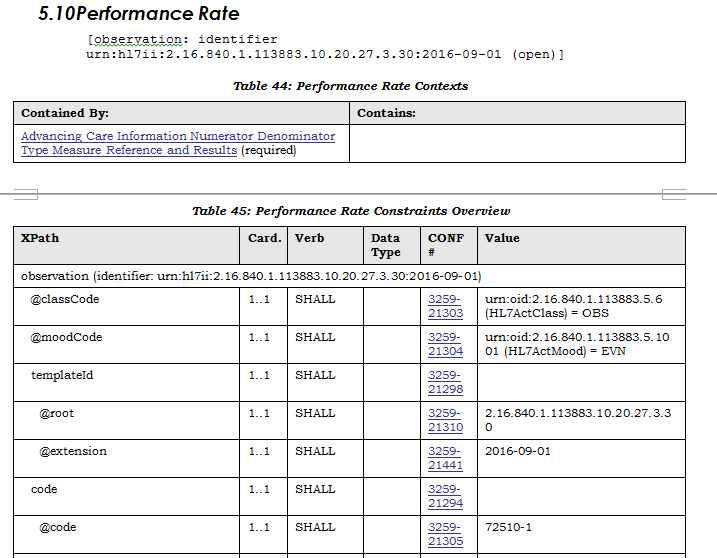 5.10Performance Rate
[observation: identifier
urn:hl7ii:2.16.840.1.113883.10.20.27.3.30:2016-09-01 (open)]
Table 44: Performance Rate Contexts
Contained By: Contains:
Advancing Care Information Numerator Denominator
Type Measure Reference and Results (required)
Table 45: Performance Rate Constraints Overview
XPath Card. Verb Data CONF Value
Type #
observation (identifier: urn:hl7ii:2.16.840.1.113883.10.20.27.3.30:2016-09-01)
@classCode 1..1 SHALL 3259- urn:oid:2.16.840.1.113883.5.6
21303 (HL7ActClass) = OBS
@moodCode 1..1 SHALL 3259- urn:oid:2.16.840.1.113883.5.10
21304 01 (HL7ActMood) = EVN
templateId 1..1 SHALL 3259-
21298
@root 1..1 SHALL 3259- 2.16.840.1.113883.10.20.27.3.3
21310 0
@extension 1..1 SHALL 3259- 2016-09-01
21441
code 1..1 SHALL 3259-
21294
@code 1..1 SHALL 3259- 72510-1
21305